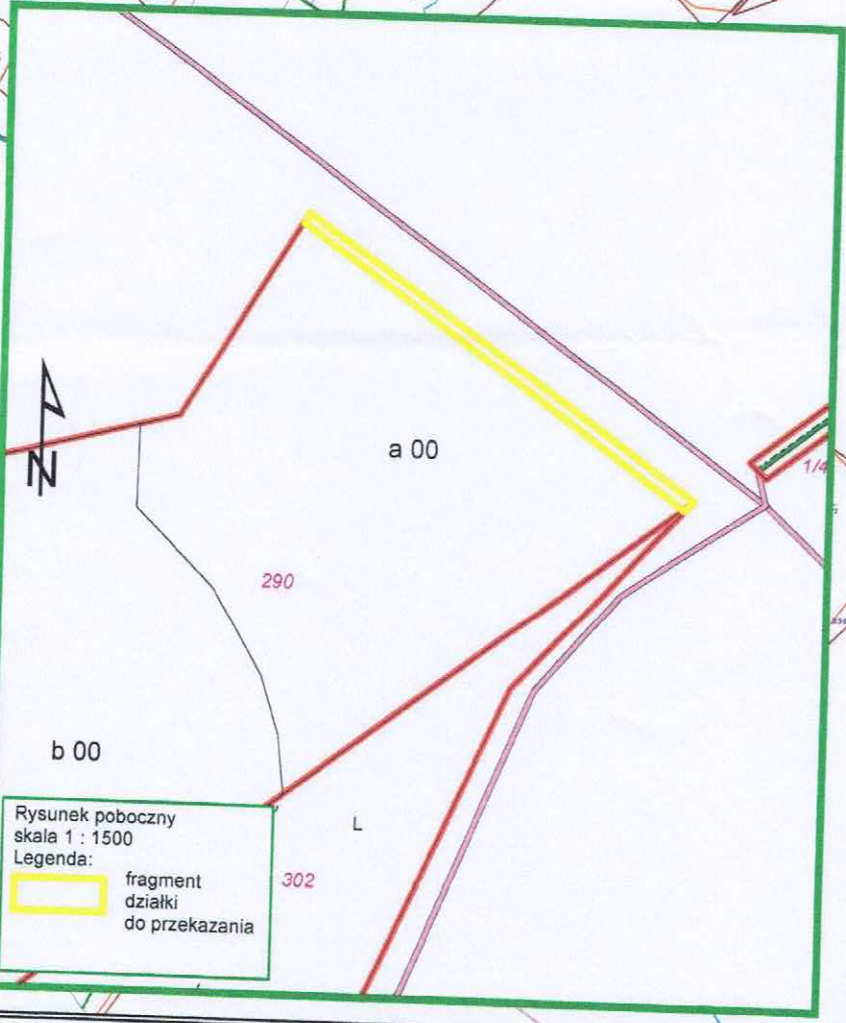 a 00
1/4
290
b 00
L
302
Rysunek poboczny
skala 1 : 1500
Legenda:
fragment
działki
do przekazania
N